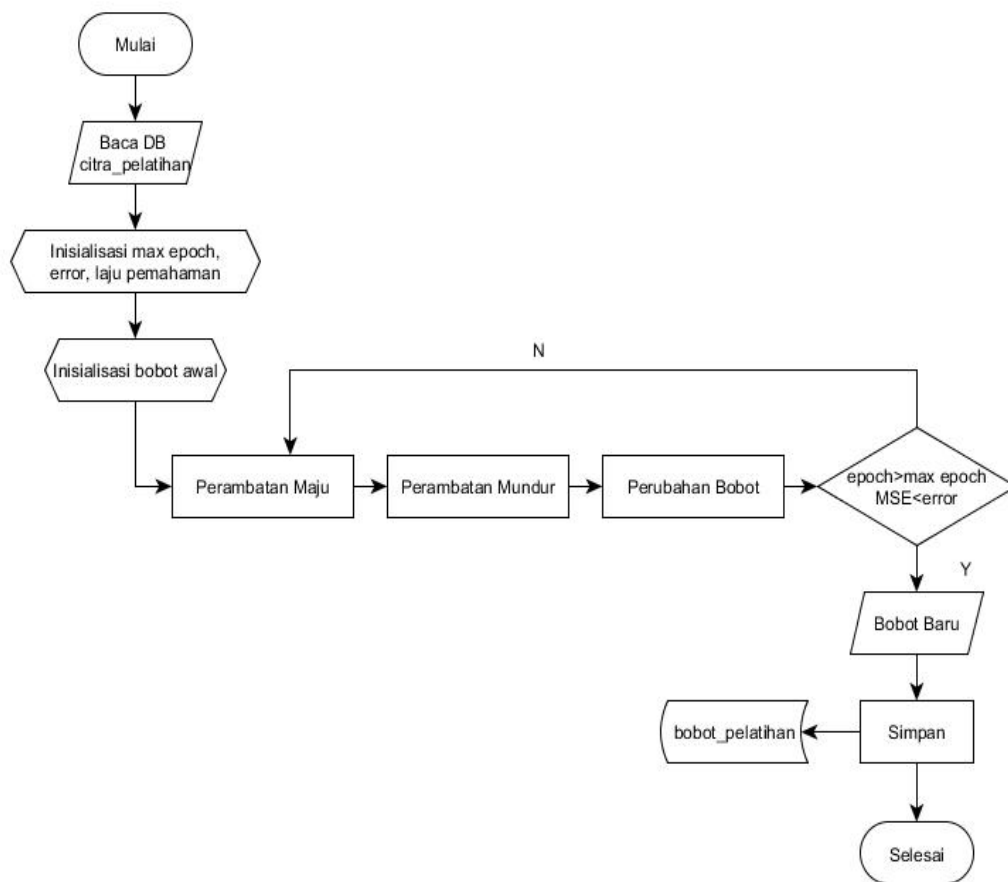 Mulai
Baca DB
citra_pelatihan
Inisialisasi max epoch,
error, laju pemahaman
Inisialisasi bobot awal
N
Perambatan Maju
Perambatan Mundur
Perubahan Bobot
epoch>max epoch
MSE<error
Y
Bobot Baru
bobot_pelatihan
Simpan
Selesai